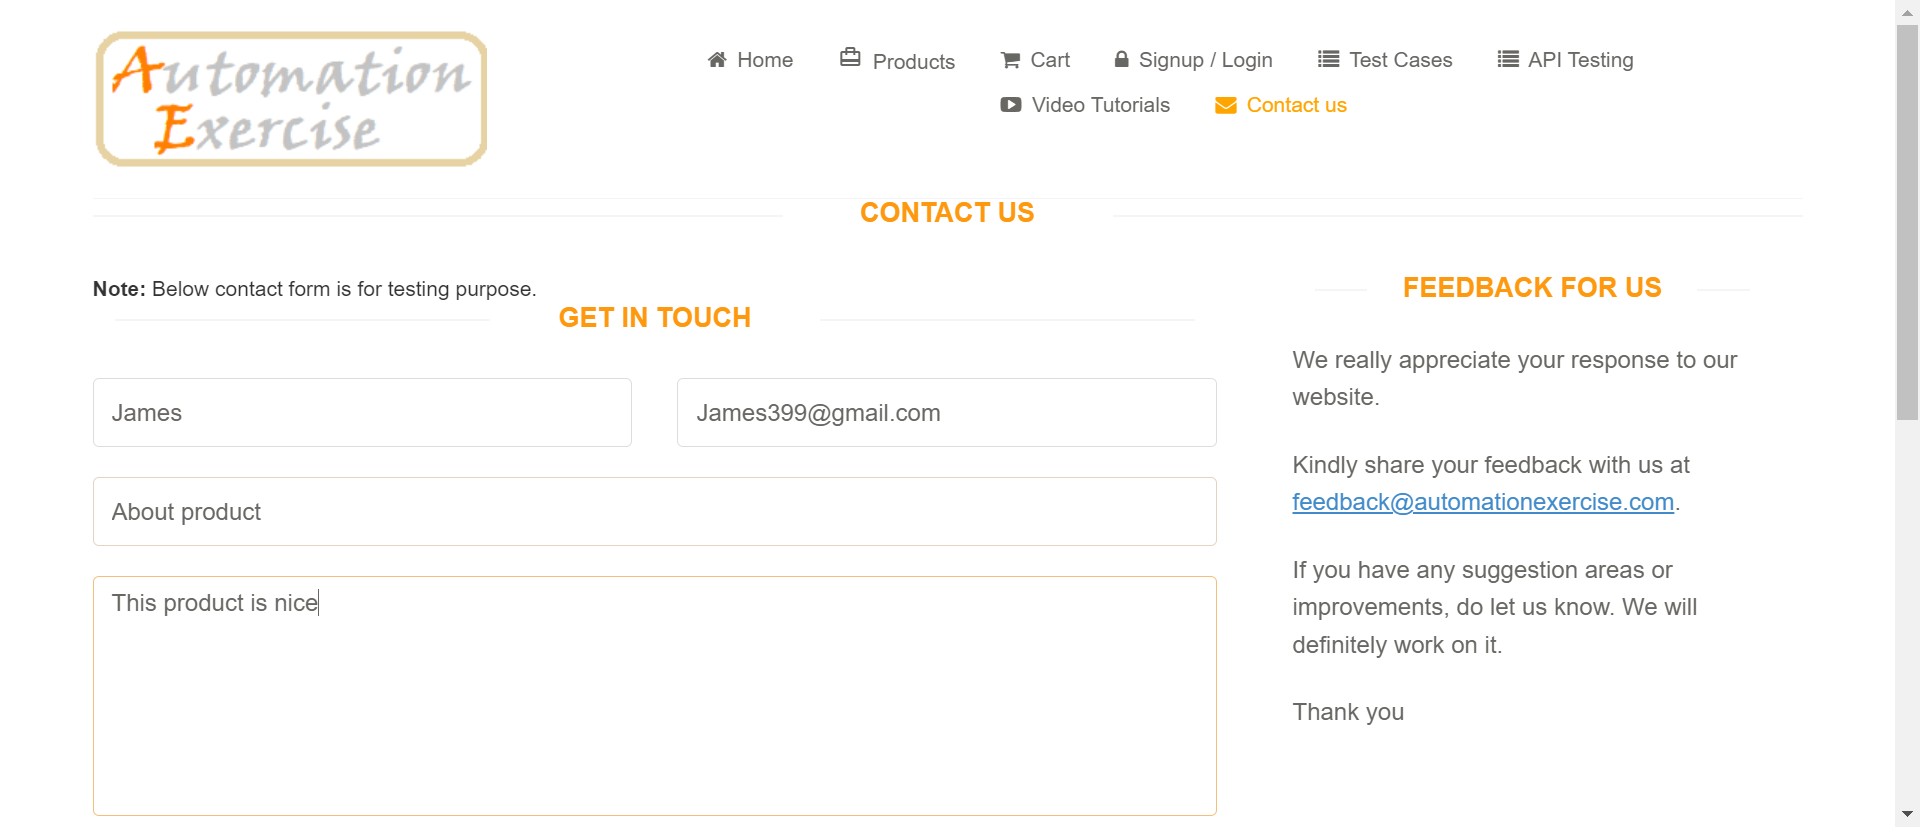 Automation
Exercise
Home
Products
Cart
Signup / Login
Test Cases
API Testing
Video Tutorials
Contact us
CONTACT US
Note: Below contact form is for testing purpose.
GET IN TOUCH
James
James399@gmail.com
About product
This product is nice
FEEDBACK FOR US
We really appreciate your response to our
website.
Kindly share your feedback with us at
feedback@automationexercise.com.
If you have any suggestion areas or
improvements, do let us know. We will
definitely work on it.
Thank you